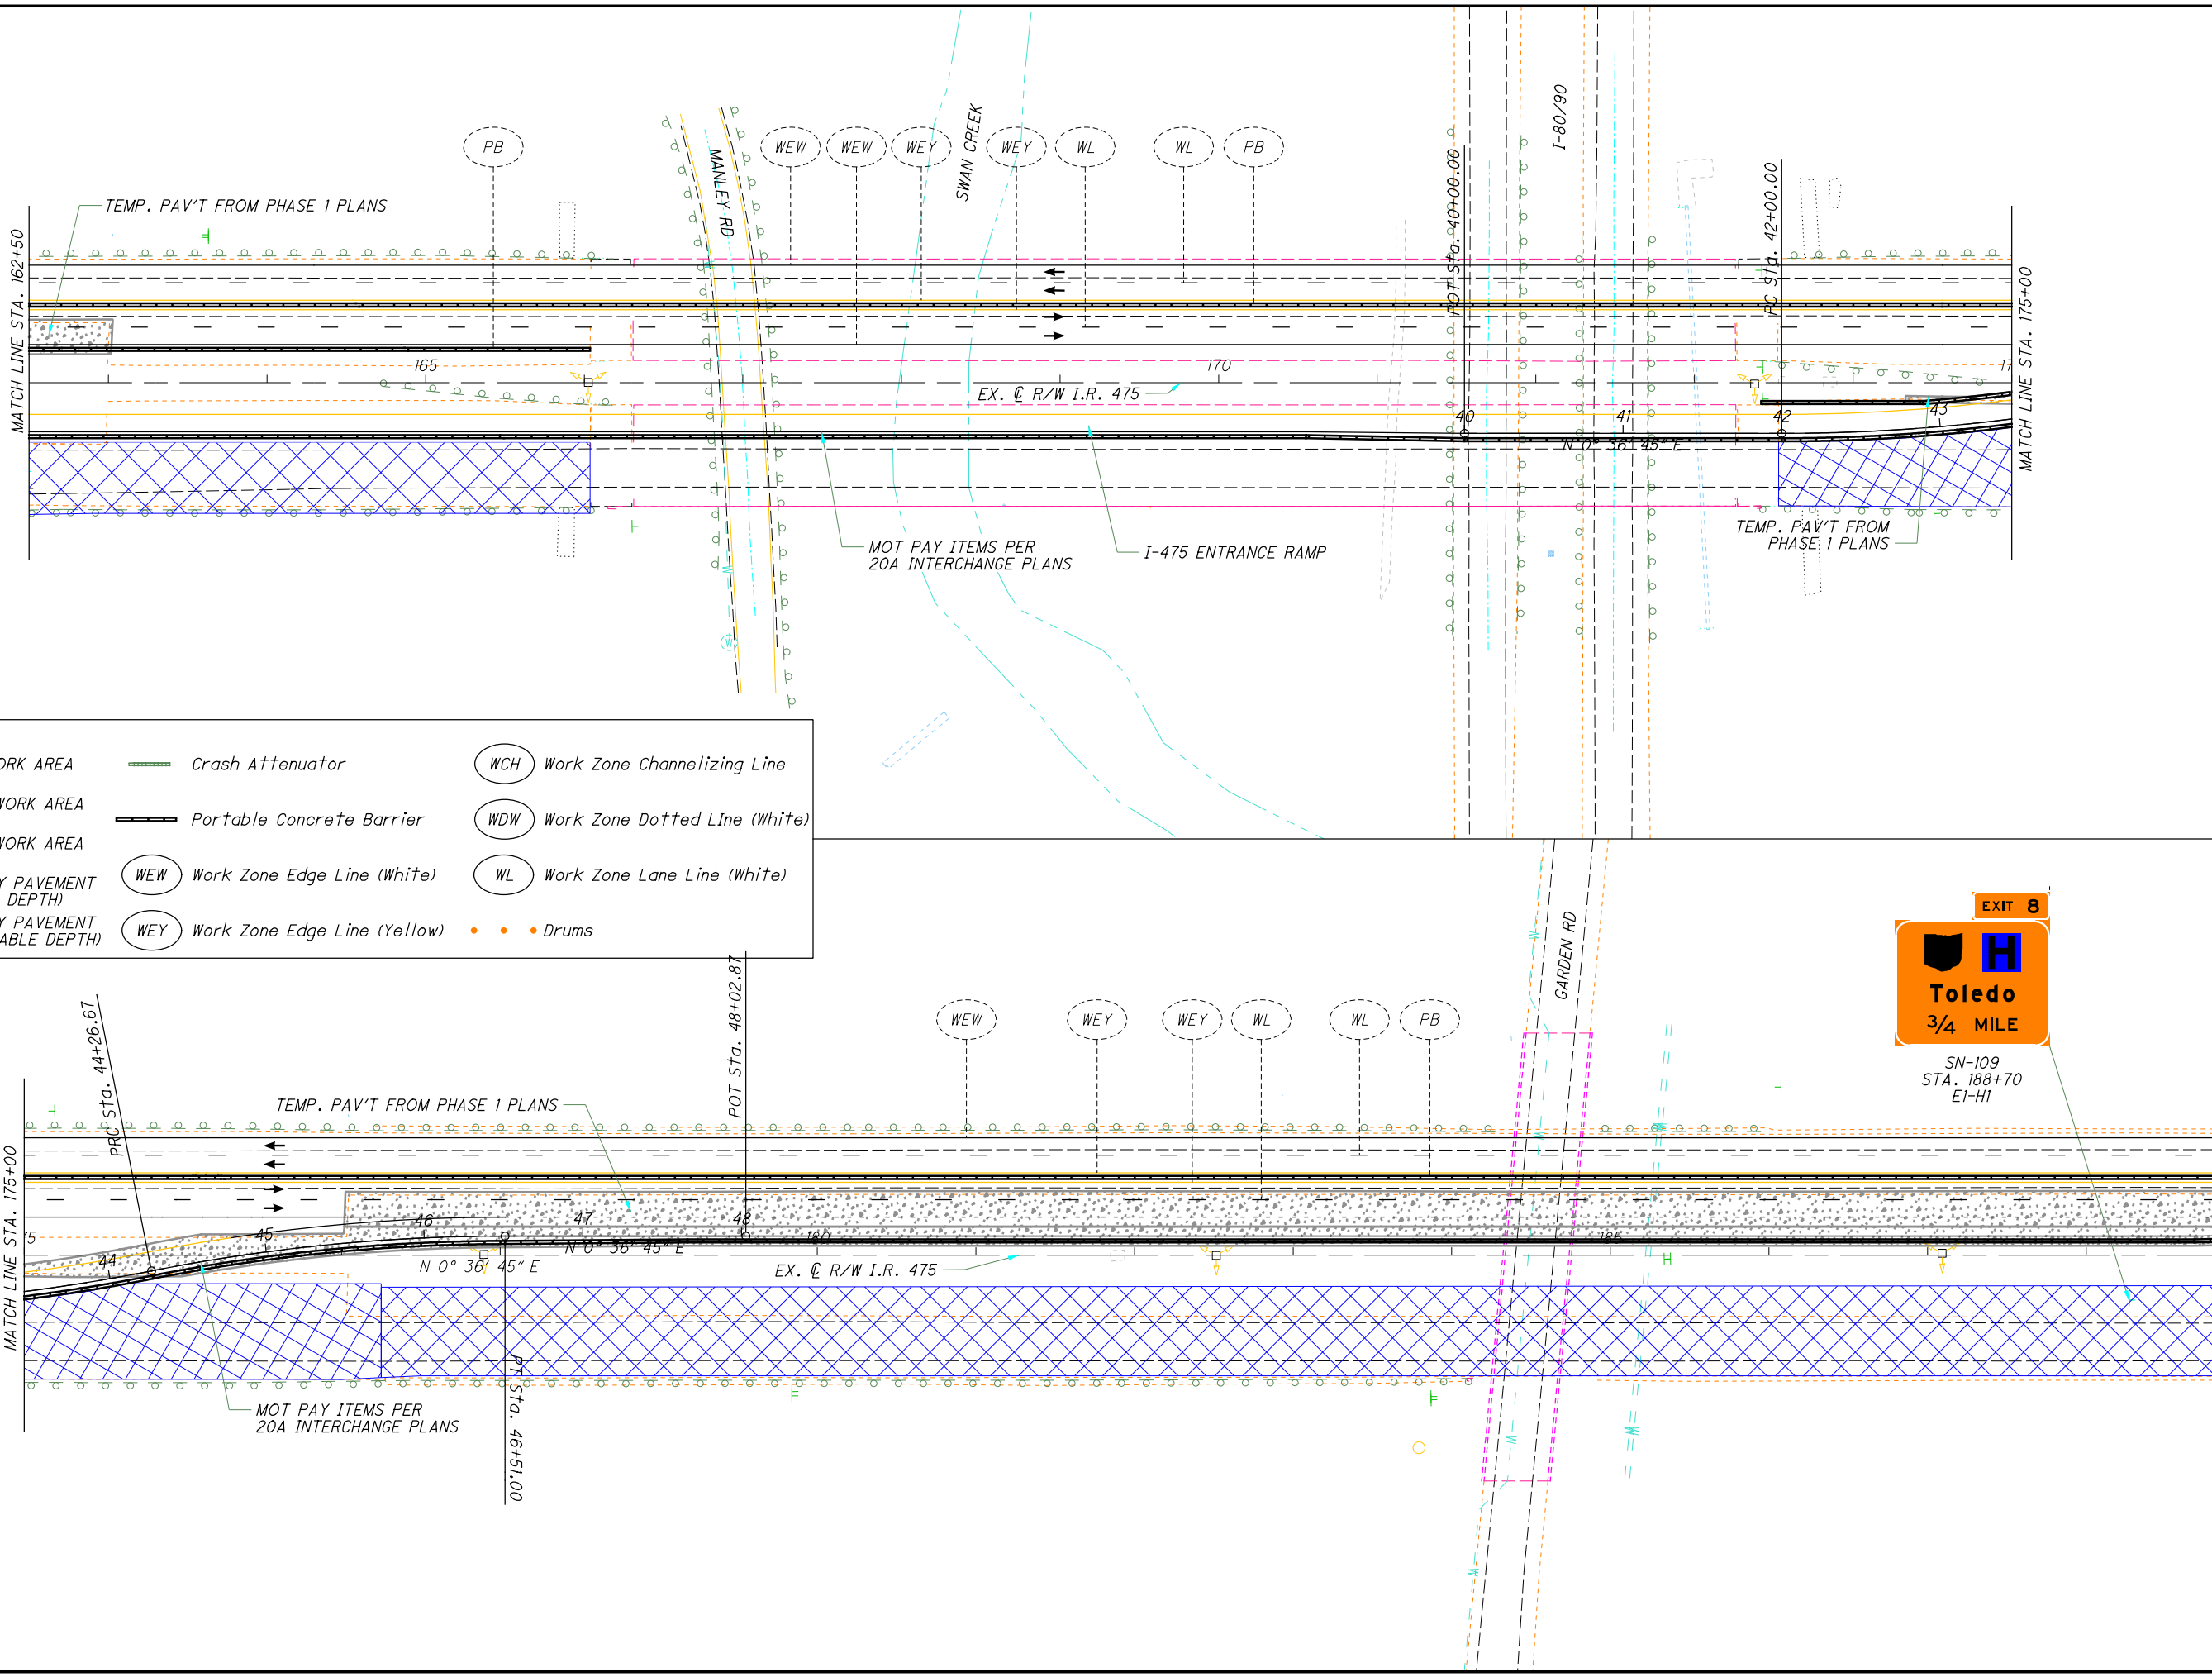 PB
WEW
WEW
WEY
WEY
WL
WL
PB
MANLEY RD
SWAN CREEK
I-80/90
POT Sta. 40+00.00
PC Sta. 42+00.00
TEMP. PAV'T FROM PHASE 1 PLANS
MATCH LINE STA. 162+50
MATCH LINE STA. 175+00
165
170
17
EX. ℄ R/W I.R. 475
40
41
42
43
N 0° 36' 45" E
MOT PAY ITEMS PER
20A INTERCHANGE PLANS
I-475 ENTRANCE RAMP
TEMP. PAV'T FROM
PHASE 1 PLANS
W
W
ORK AREA
WORK AREA
WORK AREA
Y PAVEMENT
DEPTH)
Y PAVEMENT
ABLE DEPTH)
Crash Attenuator
Portable Concrete Barrier
WEW Work Zone Edge Line (White)
WEY Work Zone Edge Line (Yellow)
WCH Work Zone Channelizing Line
WDW Work Zone Dotted LIne (White)
WL Work Zone Lane Line (White)
Drums
EXIT 8
H
Toledo
3/4 MILE
SN-109
STA. 188+70
E1-H1
GARDEN RD
WEW
WEY
WEY
WL
WL
PB
PRC Sta. 44+26.67
POT Sta. 48+02.87
TEMP. PAV'T FROM PHASE 1 PLANS
MATCH LINE STA. 175+00
5
44
45
46
47
48
180
185
N 0° 36' 45" E
N 0° 36' 45" E
EX. ℄ R/W I.R. 475
PT Sta. 46+51.00
MOT PAY ITEMS PER
20A INTERCHANGE PLANS
W
W
W
W
W
W
W